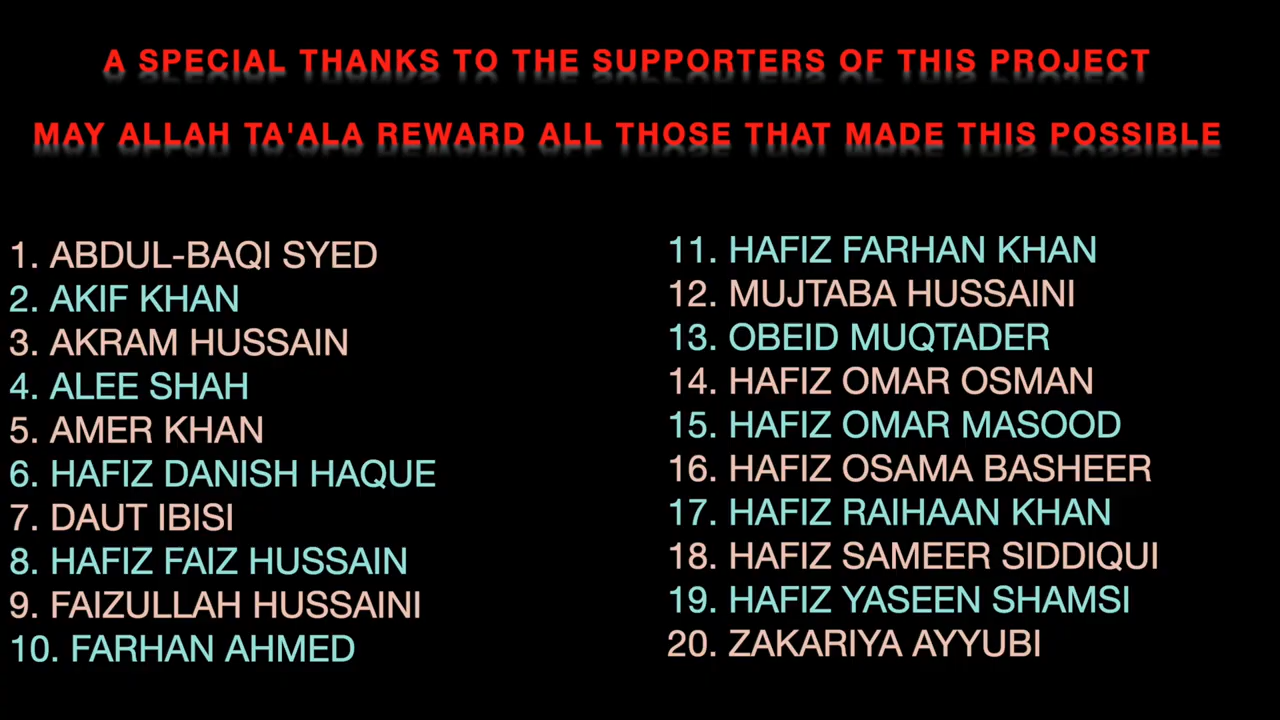 A SPECIAL THANKS TO THE SUPPORTERS OF THIS PROJECT
MAY ALLAH TA'ALA REWARD ALL THOSE THAT MADE THIS POSSIBLE
1. ABDUL-BAQI SYED
2. AKIF KHAN
3. AKRAM HUSSAIN
4. ALEE SHAH
5. AMER KHAN
6. HAFIZ DANISH HAQUE
7. DAUT IBISI
8. HAFIZ FAIZ HUSSAIN
9. FAIZULLAH HUSSAINI
10. FARHAN AHMED
11. HAFIZ FARHAN KHAN
12. MUJTABA HUSSAINI
13. OBEID MUQTADER
14. HAFIZ OMAR OSMAN
15. HAFIZ OMAR MASOOD
16. HAFIZ OSAMA BASHEER
17. HAFIZ RAIHAAN KHAN
18. HAFIZ SAMEER SIDDIQUI
19. HAFIZ YASEEN SHAMSI
20. ZAKARIYA AYYUBI